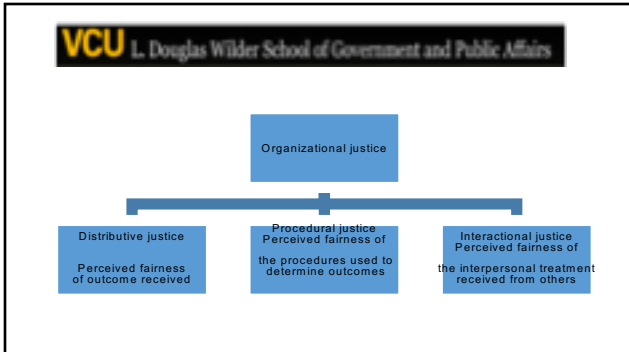 VCU L. Douglas Wilder School of Government and Public Affairs
Organizational justice
Distributive justice
Perceived fairness
of outcome received
Procedural justice
Perceived fairness of
the procedures used to
determine outcomes
Interactional justice
Perceived fairness of
the interpersonal treatment
received from others